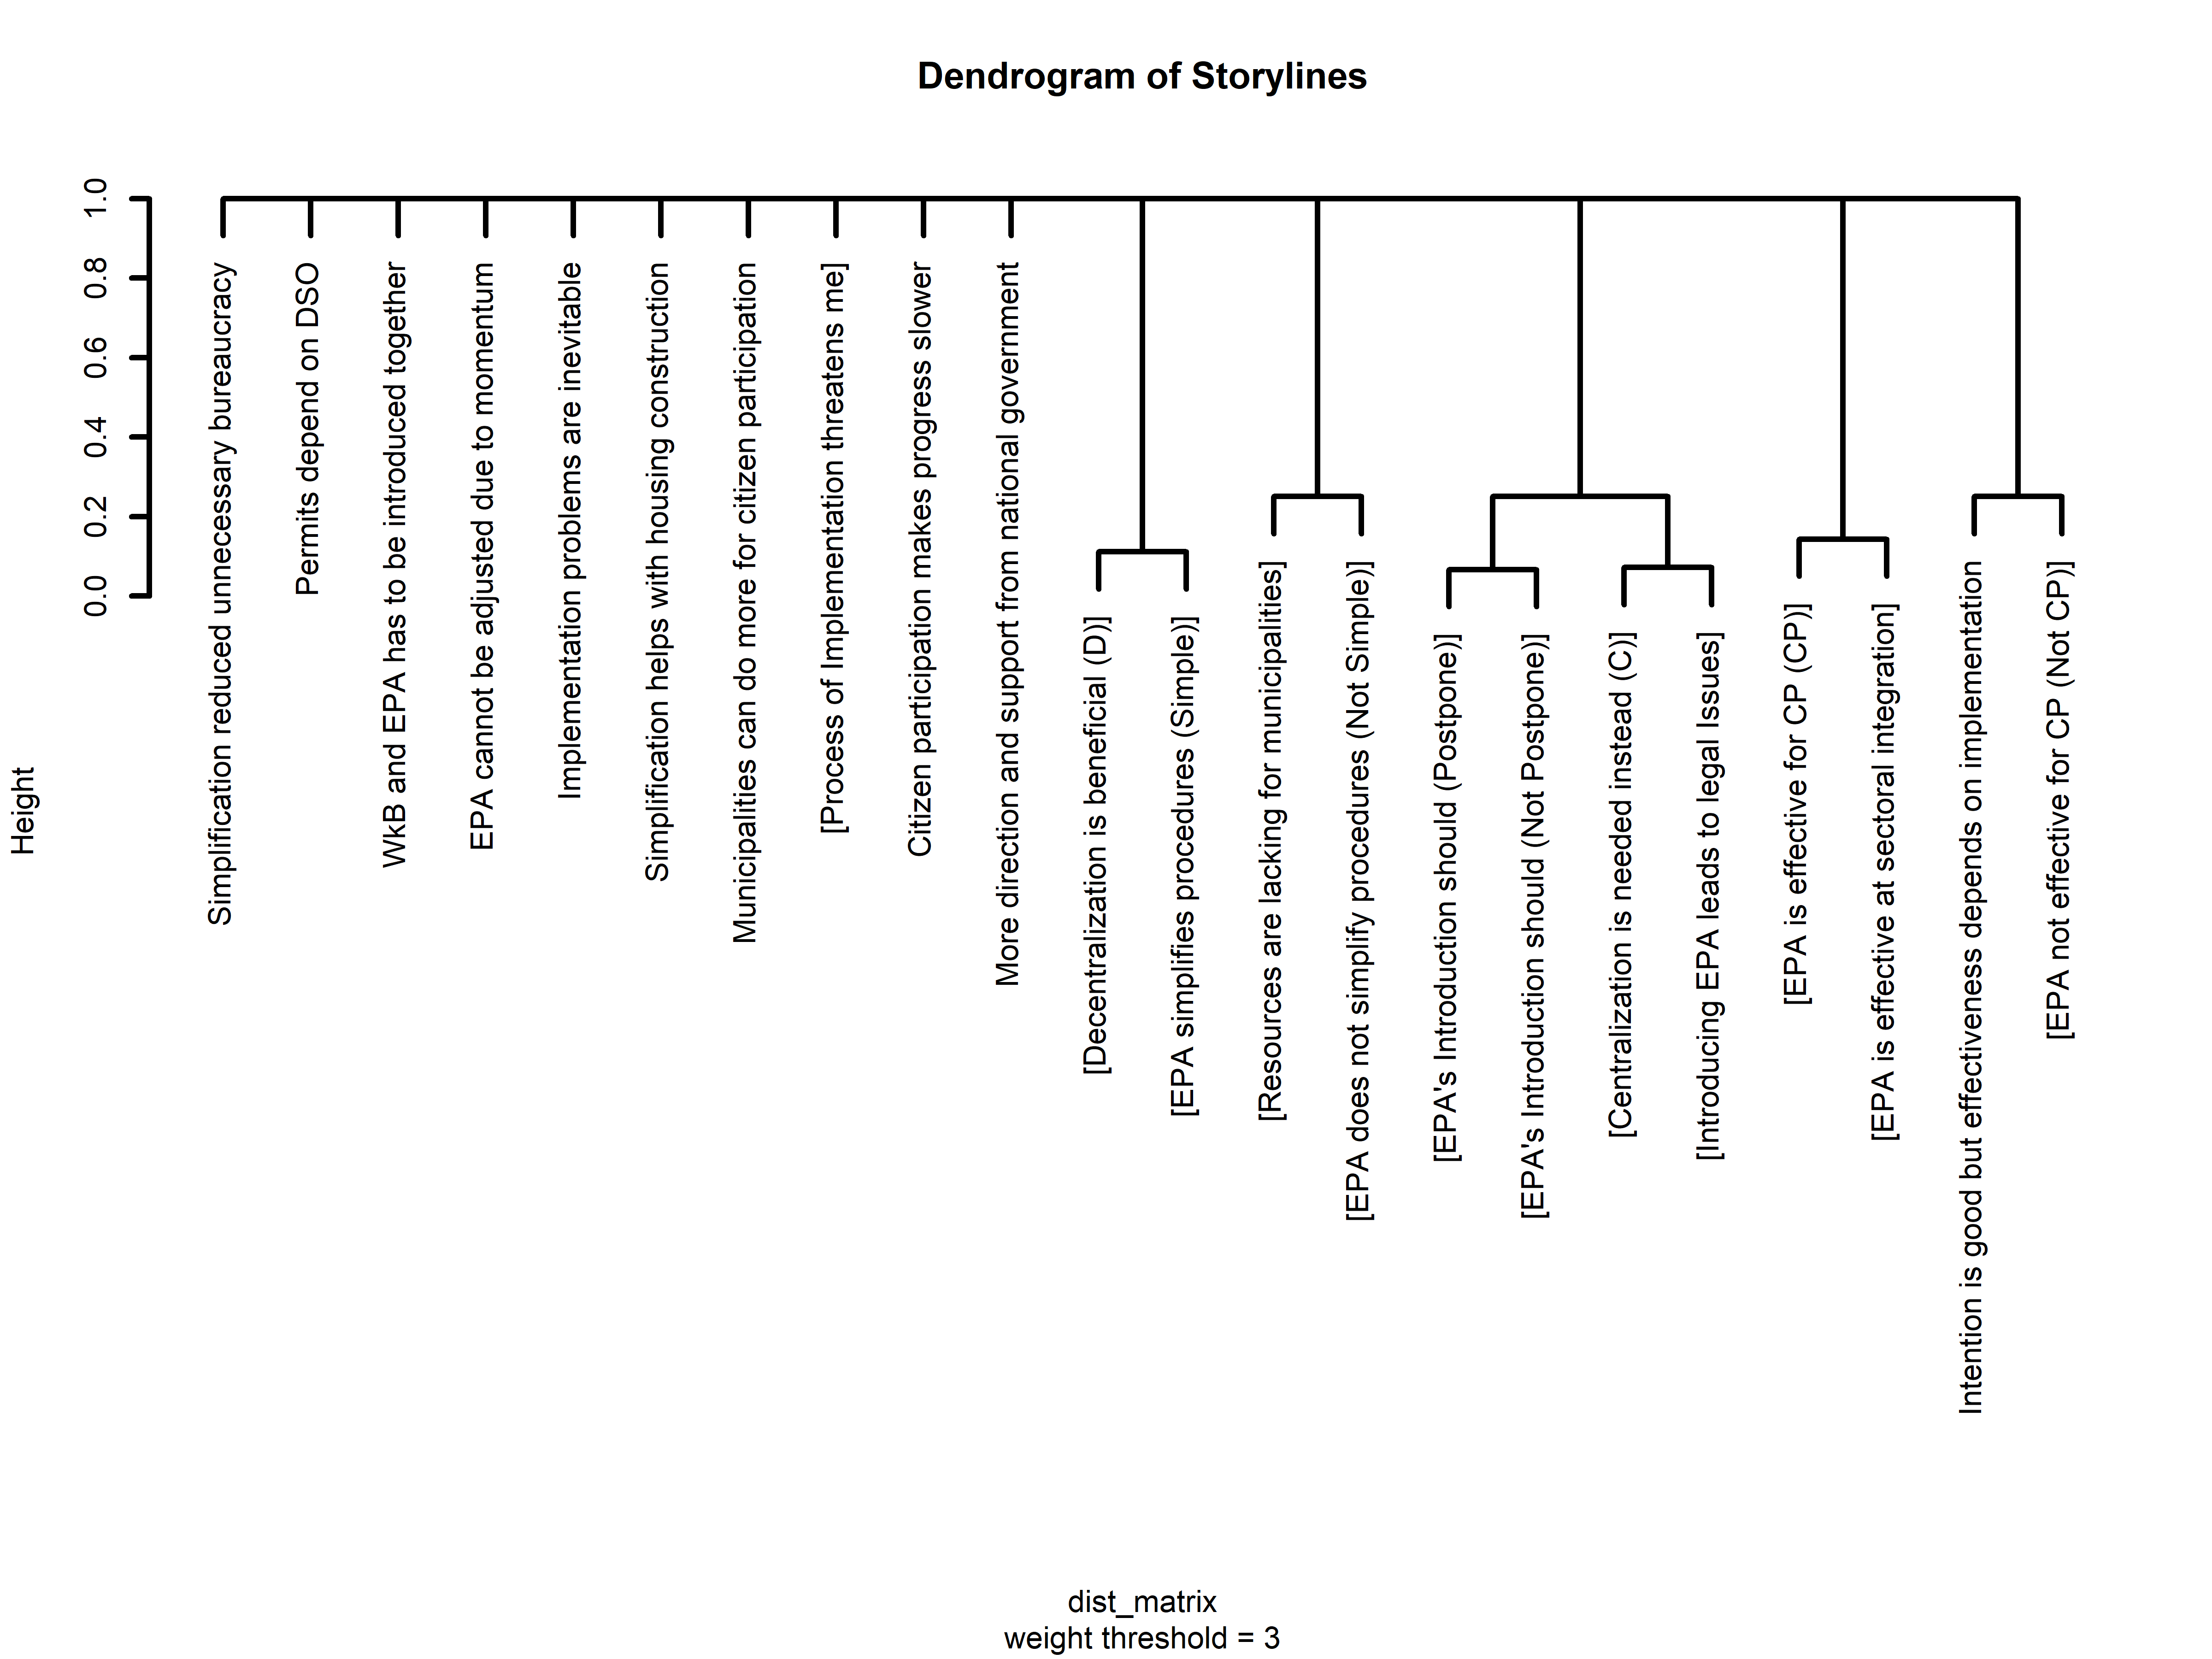 Dendrogram of Storylines
Height
1.0
0.8
0.6
0.4
0.2
0.0
Simplification reduced unnecessary bureaucracy
Permits depend on DSO
WkB and EPA has to be introduced together
EPA cannot be adjusted due to momentum
Implementation problems are inevitable
Simplification helps with housing construction
Municipalities can do more for citizen participation
[Process of Implementation threatens me]
Citizen participation makes progress slower
More direction and support from national government
[Decentralization is beneficial (D)]
[EPA simplifies procedures (Simple)]
[Resources are lacking for municipalities]
[EPA does not simplify procedures (Not Simple)]
[EPA's Introduction should (Postpone)]
[EPA's Introduction should (Not Postpone)]
[Centralization is needed instead (C)]
[Introducing EPA leads to legal Issues]
[EPA is effective for CP (CP)]
[EPA is effective at sectoral integration]
Intention is good but effectiveness depends on implementation
[EPA not effective for CP (Not CP)]
dist_matrix
weight threshold = 3